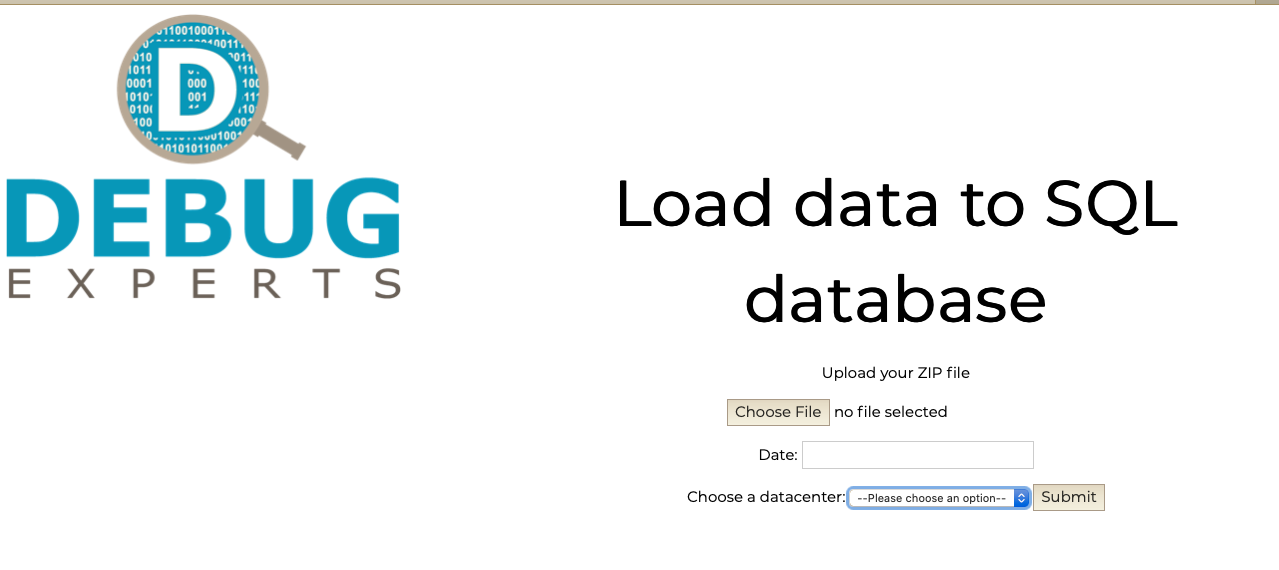 D
DEBUG
EXPERTS
Load data to SQL
database
Upload your ZIP file
Choose File no file selected
Date:
Choose a datacenter: --Please choose an option-- Submit